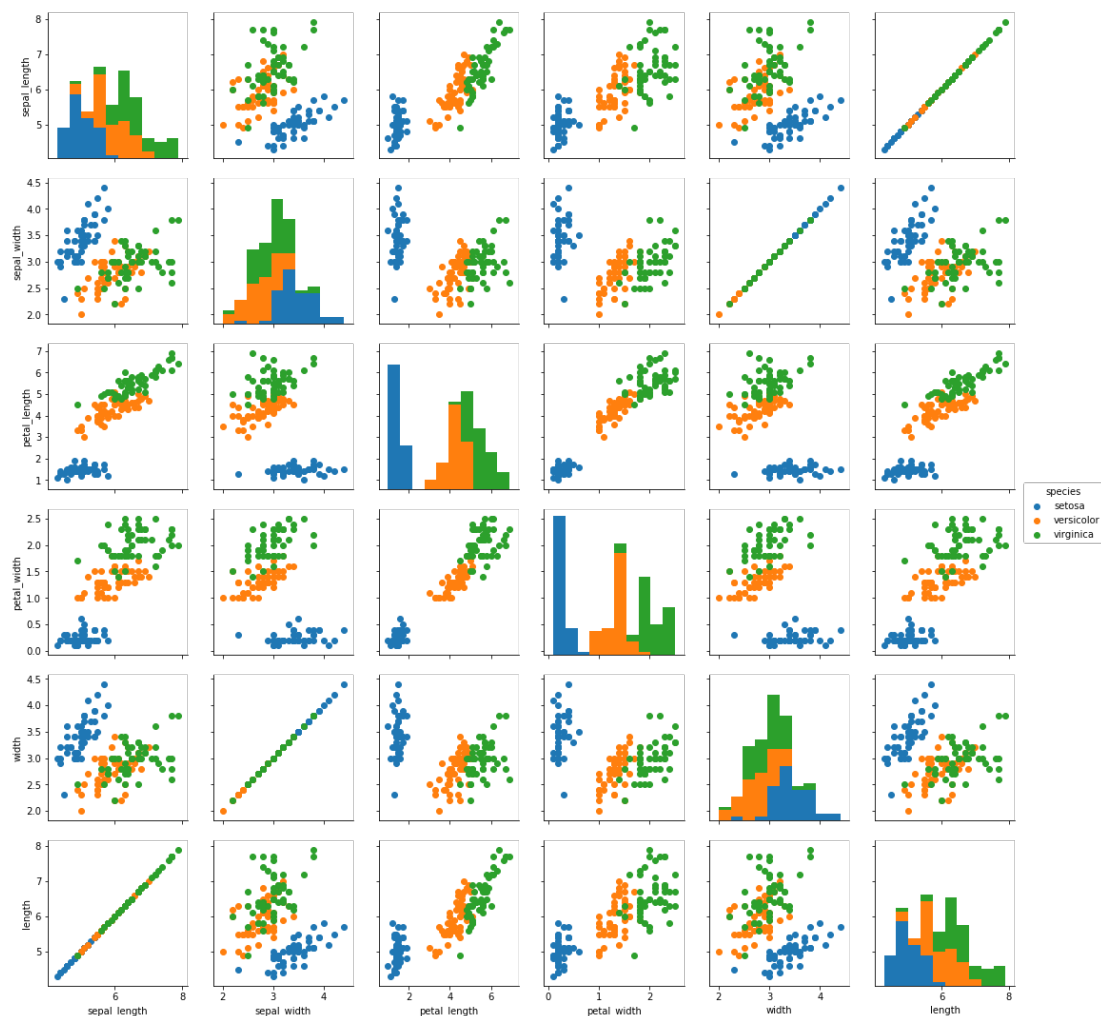 8
7
6
5
sepal_length
4.5
4.0
3.5
3.0
2.5
2.0
sepal_width
7
6
5
4
3
2
1
petal_length
species
setosa
versicolor
virginica
2.5
2.0
1.5
1.0
0.5
0.0
petal_width
4.5
4.0
3.5
3.0
2.5
2.0
width
8
7
6
5
length
6 8
2 3 4
2 4 6
0 1 2
2 3 4
6 8
sepal_length sepal_width petal_length petal_width width length